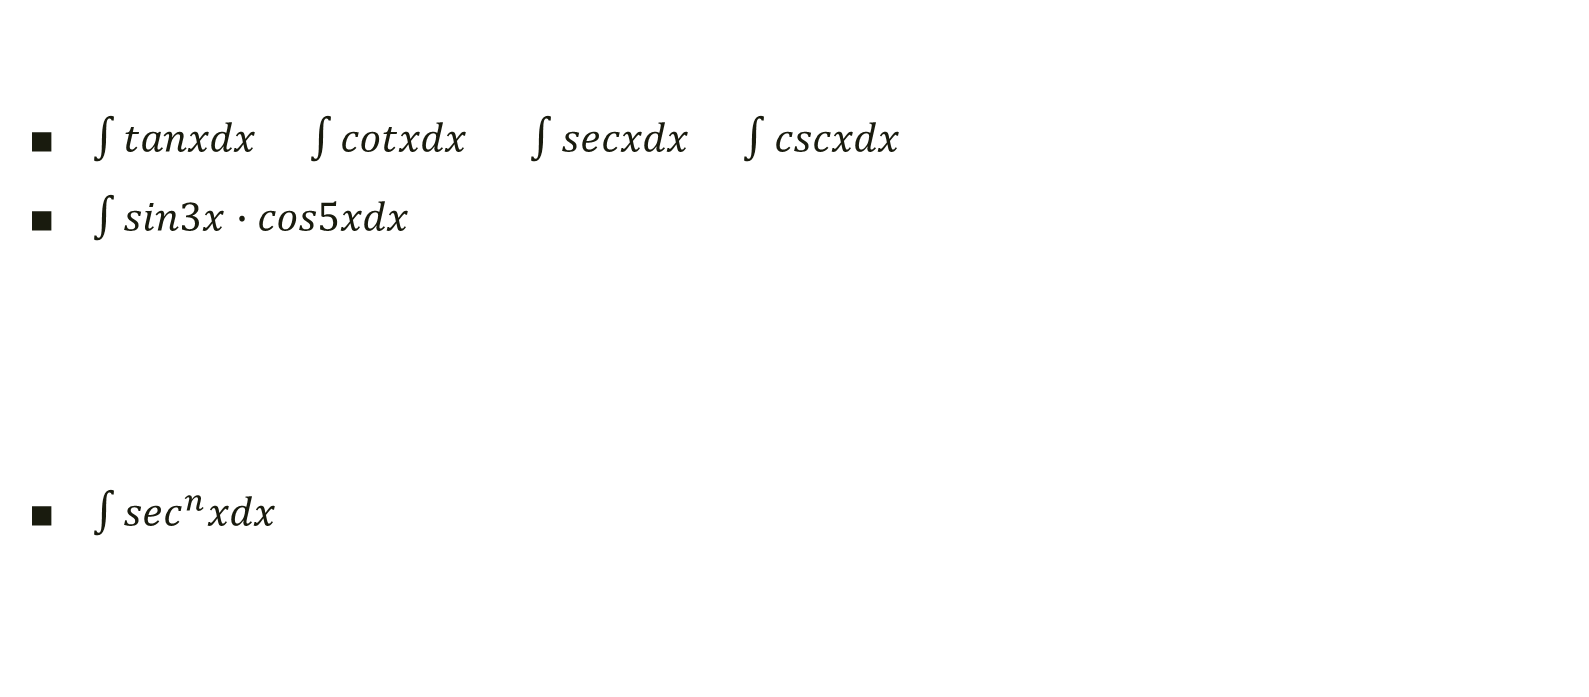 ▪ ∫ tanxdx ∫ cotxdx ∫ secxdx ∫ cscxdx
▪ ∫ sin3x · cos5xdx
▪ ∫ secⁿxdx